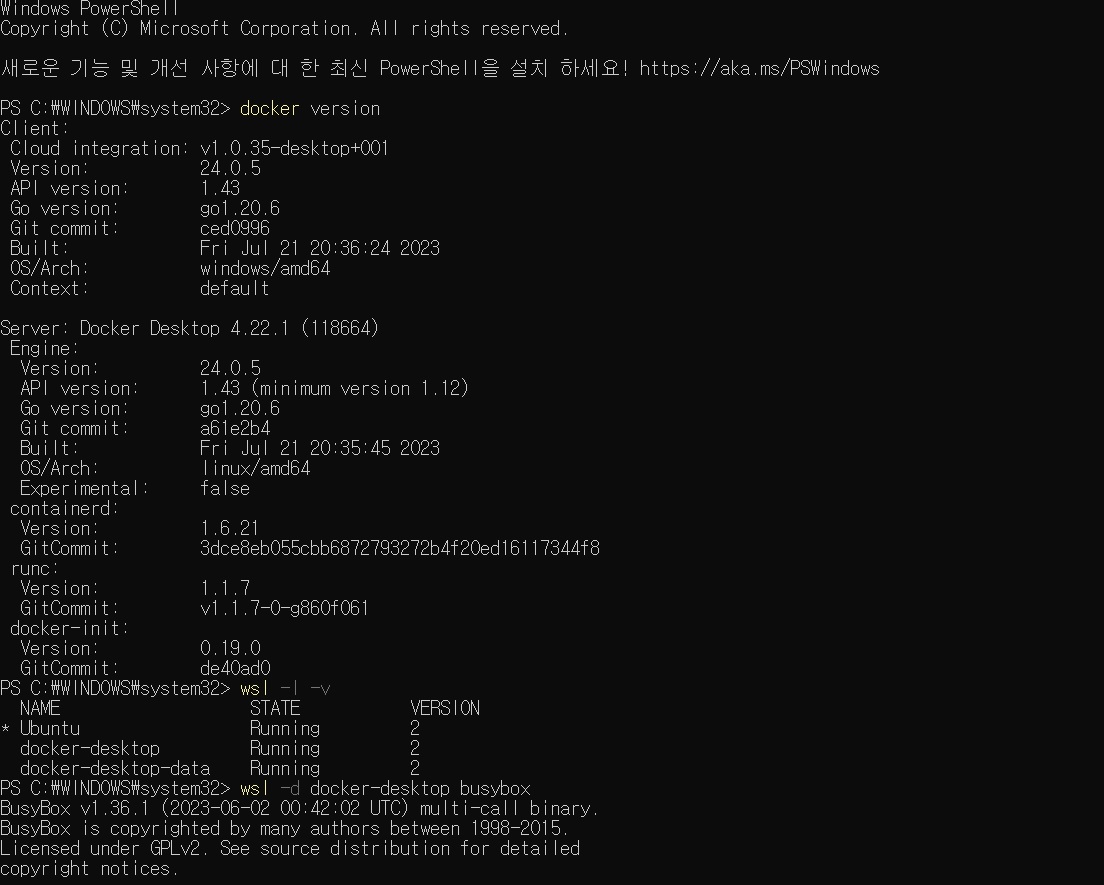 Windows PowerShell
Copyright (C) Microsoft Corporation. All rights reserved.
새로운 기능 및 개선 사항에 대 한 최신 PowerShell을 설치 하세요! https://aka.ms/PSWindows
PS C:₩WINDOWS₩system32> docker version
Client:
 Cloud integration: v1.0.35-desktop+001
 Version:           24.0.5
 API version:       1.43
 Go version:        go1.20.6
 Git commit:        ced0996
 Built:             Fri Jul 21 20:36:24 2023
 OS/Arch:           windows/amd64
 Context:           default
Server: Docker Desktop 4.22.1 (118664)
 Engine:
  Version:          24.0.5
  API version:      1.43 (minimum version 1.12)
  Go version:       go1.20.6
  Git commit:       a61e2b4
  Built:            Fri Jul 21 20:35:45 2023
  OS/Arch:          linux/amd64
  Experimental:     false
 containerd:
  Version:          1.6.21
  GitCommit:        3dce8eb055cbb6872793272b4f20ed16117344f8
 runc:
  Version:          1.1.7
  GitCommit:        v1.1.7-0-g860f061
 docker-init:
  Version:          0.19.0
  GitCommit:        de40ad0
PS C:₩WINDOWS₩system32> wsl -l -v
  NAME                   STATE           VERSION
* Ubuntu                 Running         2
  docker-desktop         Running         2
  docker-desktop-data    Running         2
PS C:₩WINDOWS₩system32> wsl -d docker-desktop busybox
BusyBox v1.36.1 (2023-06-02 00:42:02 UTC) multi-call binary.
BusyBox is copyrighted by many authors between 1998-2015.
Licensed under GPLv2. See source distribution for detailed
copyright notices.